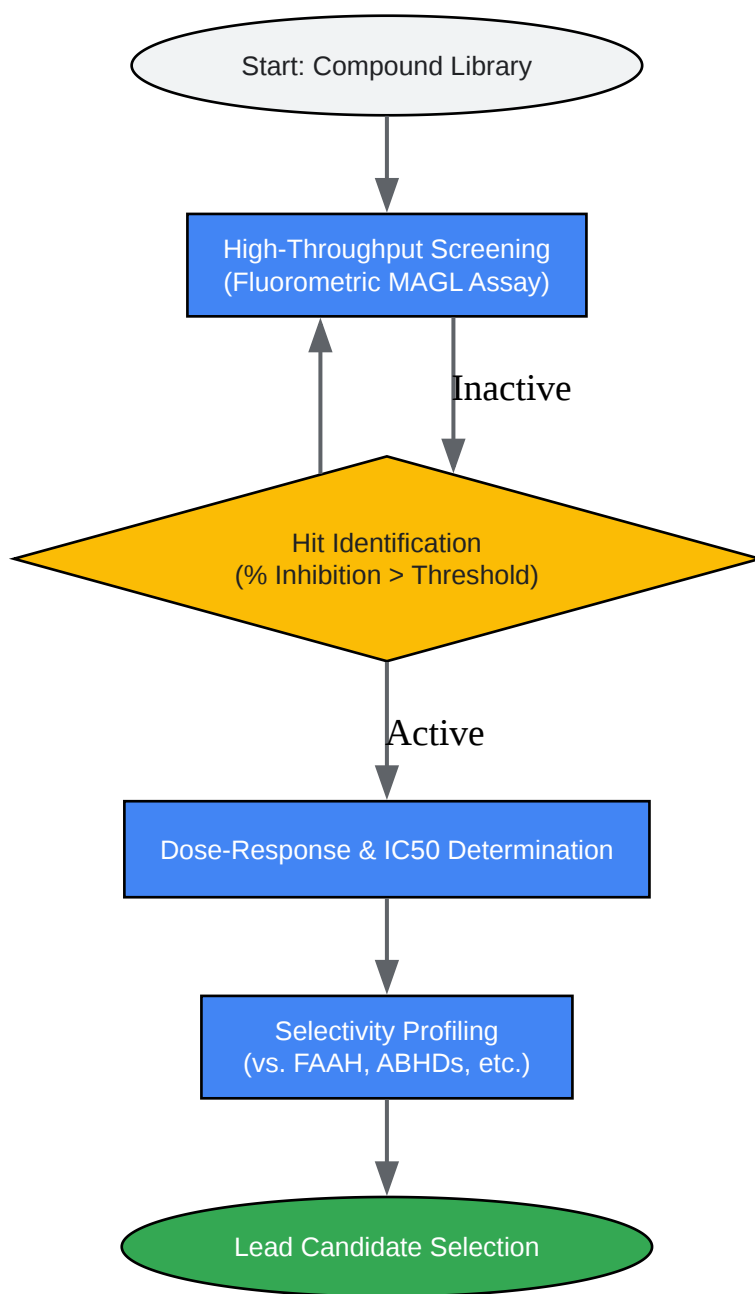 Start: Compound Library
High-Throughput Screening
(Fluorometric MAGL Assay)
Inactive
Hit Identification
(% Inhibition > Threshold)
Active
Dose-Response & IC50 Determination
Selectivity Profiling
(vs. FAAH, ABHDs, etc.)
Lead Candidate Selection